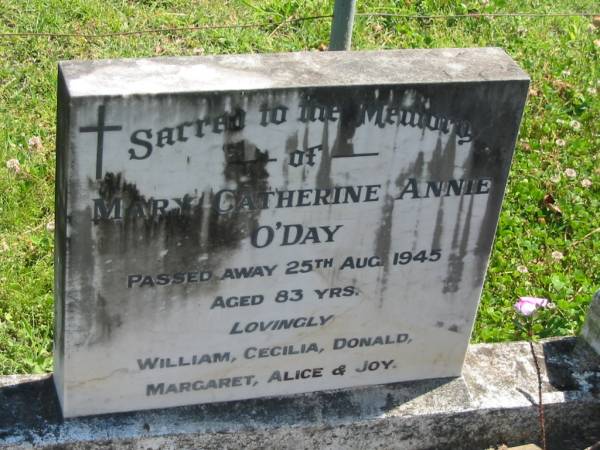 Sacred to the Memory
of
MARY CATHERINE ANNIE
O'DAY
PASSED AWAY 25TH AUG. 1945
AGED 83 YRS.
LOVINGLY
WILLIAM, CECILIA, DONALD,
MARGARET, ALICE & JOY.